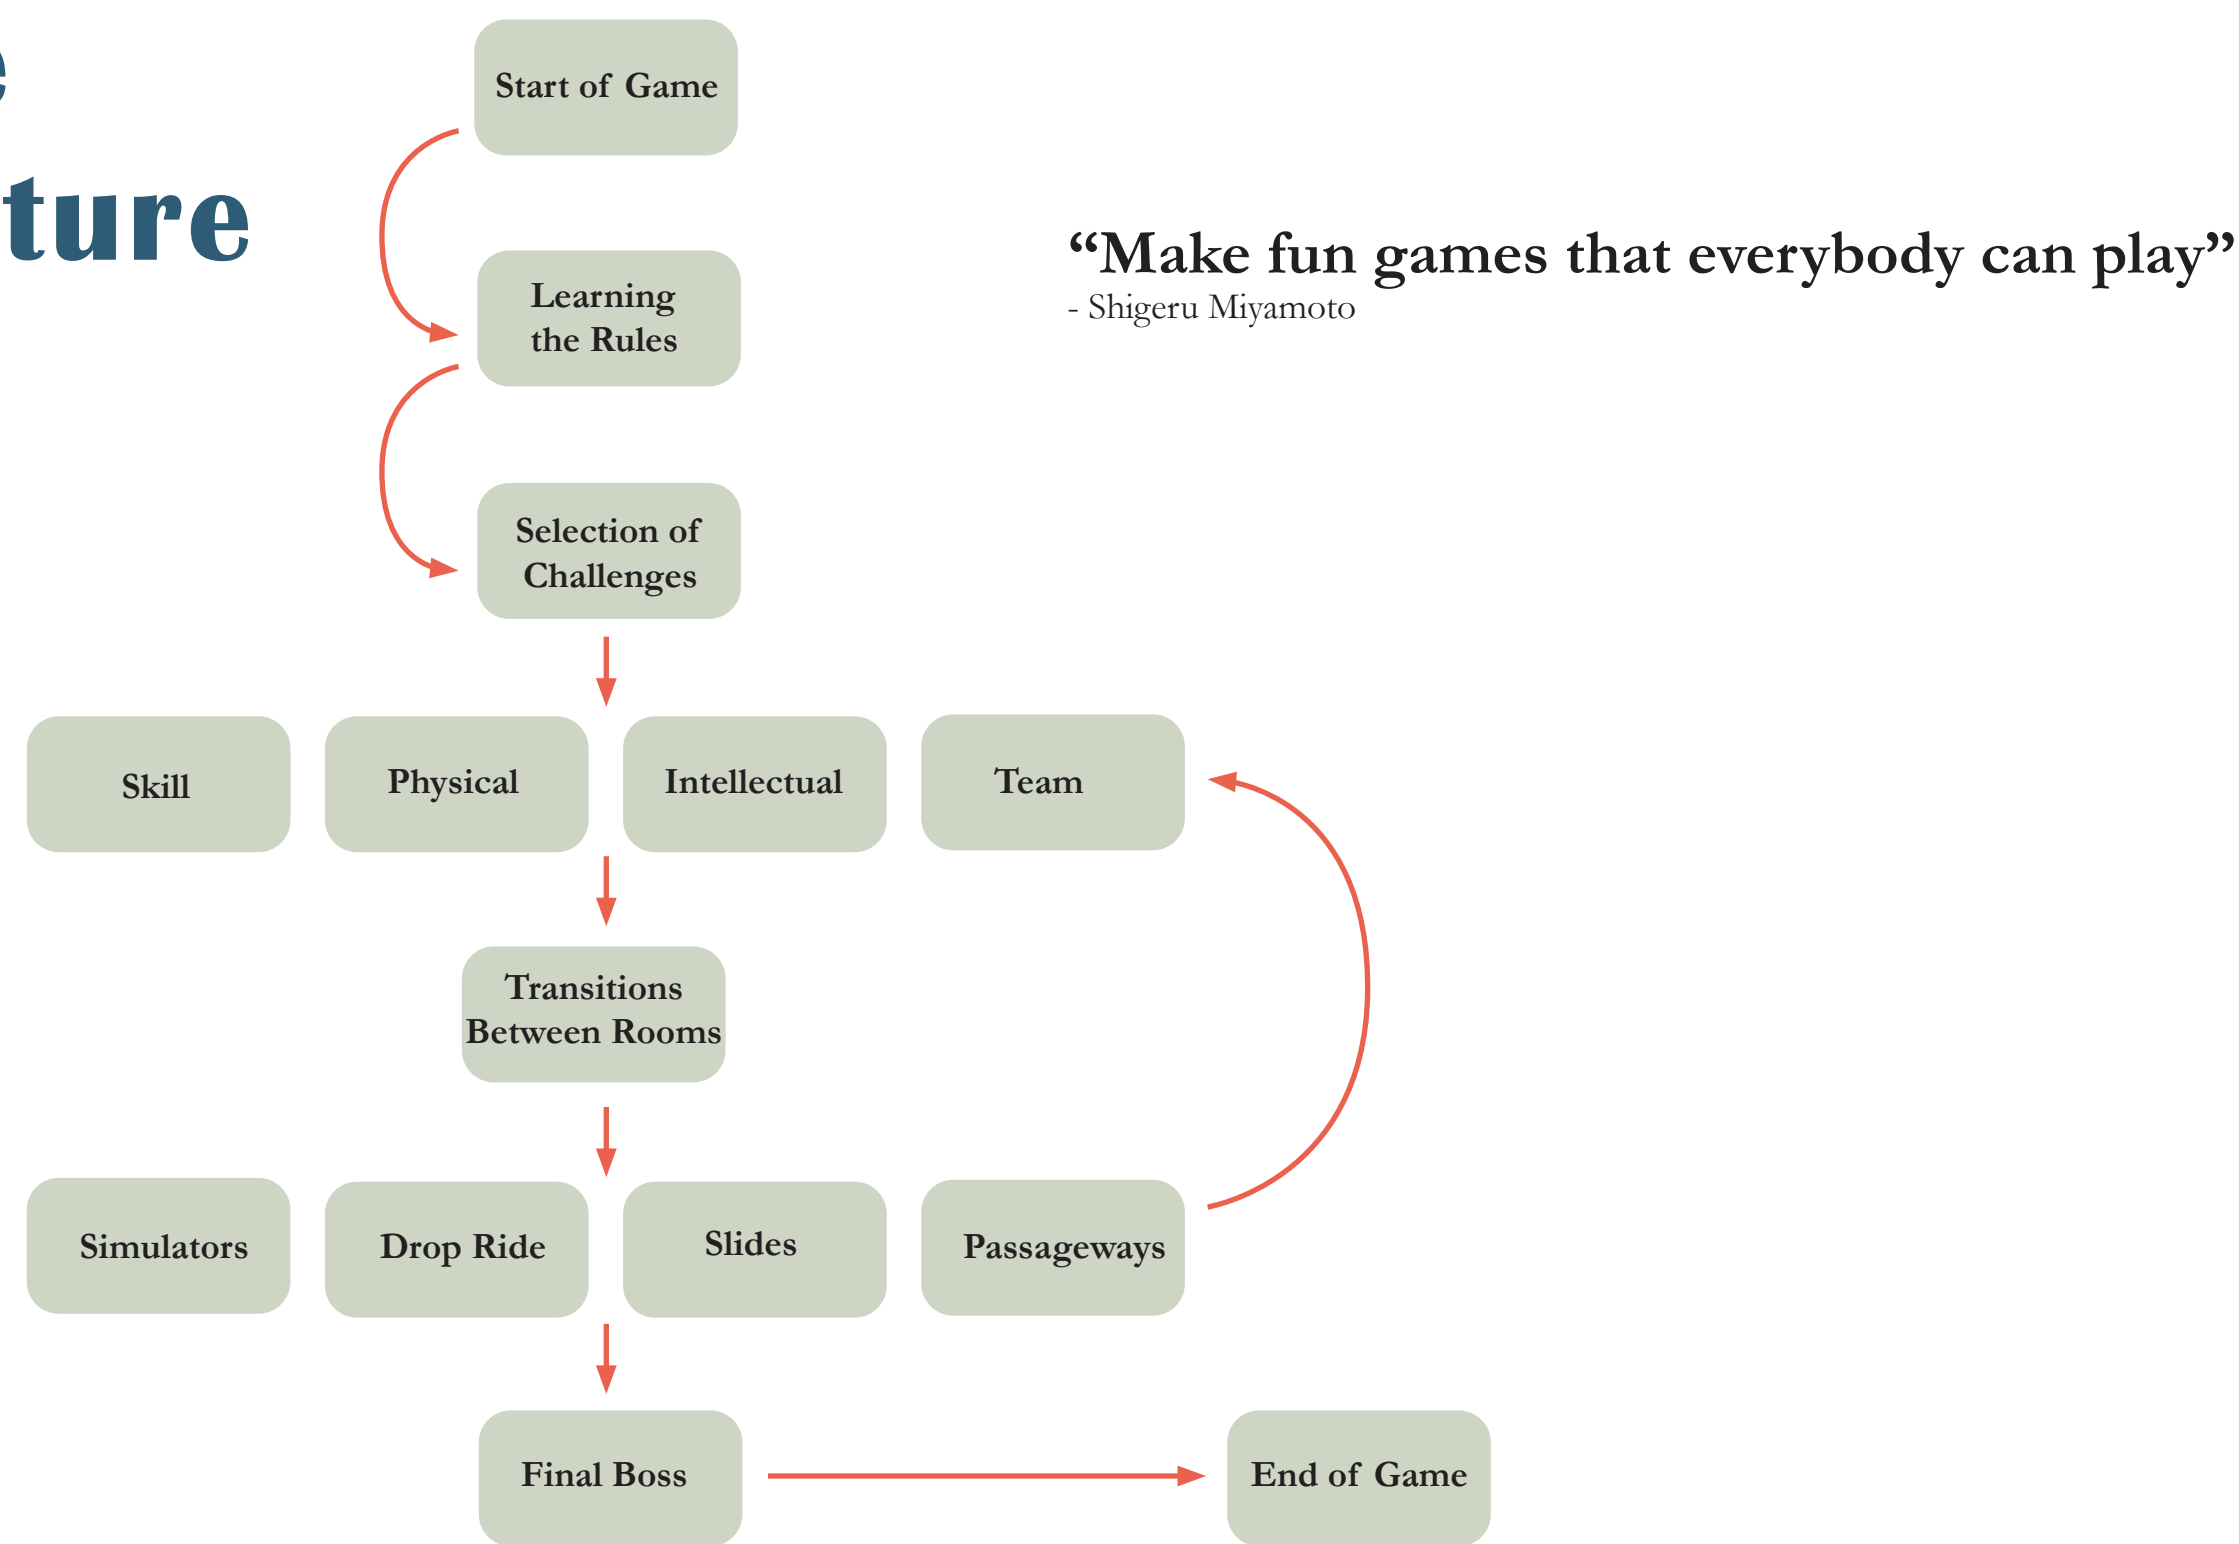 Start of Game
ture
Learning
the Rules
“Make fun games that everybody can play”
- Shigeru Miyamoto
Selection of
Challenges
Skill
Physical
Intellectual
Team
Transitions
Between Rooms
Simulators
Drop Ride
Slides
Passageways
Final Boss
End of Game